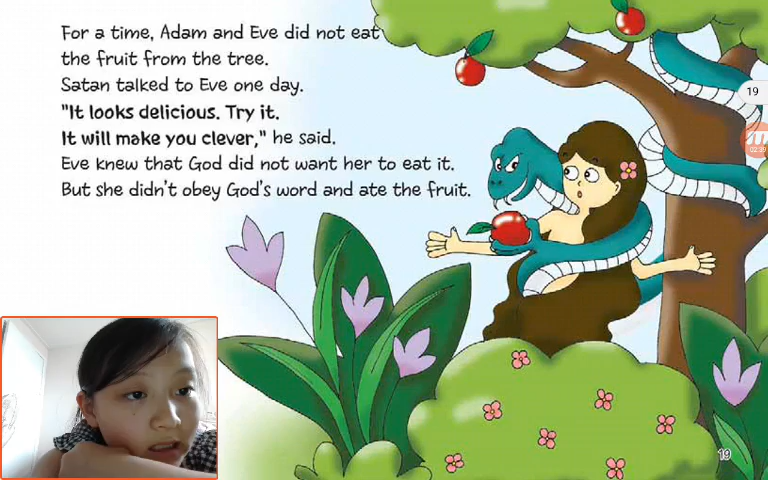 For a time, Adam and Eve did not eat
the fruit from the tree.
Satan talked to Eve one day.
"It looks delicious. Try it.
It will make you clever," he said.
Eve knew that God did not want her to eat it.
But she didn't obey God's word and ate the fruit.
19
02:39
19